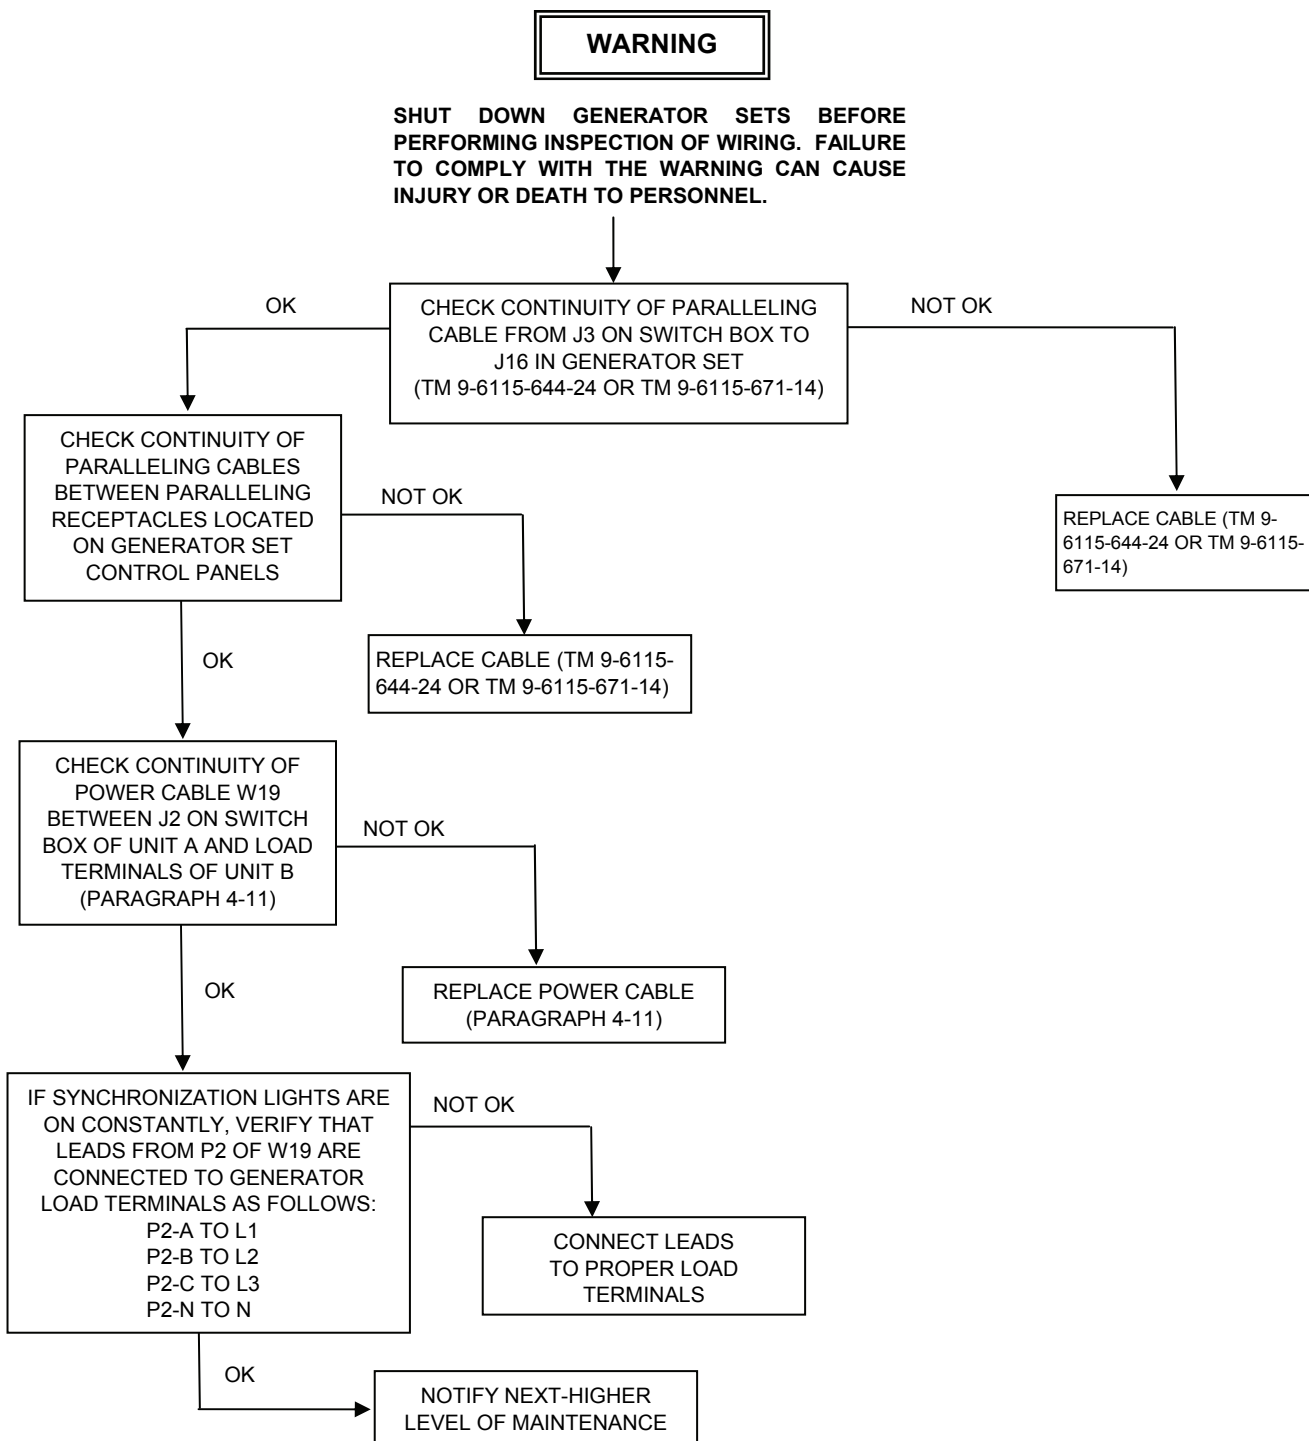 WARNING
SHUT DOWN GENERATOR SETS BEFORE
PERFORMING INSPECTION OF WIRING. FAILURE
TO COMPLY WITH THE WARNING CAN CAUSE
INJURY OR DEATH TO PERSONNEL.
OK
CHECK CONTINUITY OF PARALLELING
CABLE FROM J3 ON SWITCH BOX TO
J16 IN GENERATOR SET
(TM 9-6115-644-24 OR TM 9-6115-671-14)
NOT OK
CHECK CONTINUITY OF
PARALLELING CABLES
BETWEEN PARALLELING
RECEPTACLES LOCATED
ON GENERATOR SET
CONTROL PANELS
NOT OK
REPLACE CABLE (TM 9-
6115-644-24 OR TM 9-6115-
671-14)
OK
REPLACE CABLE (TM 9-6115-
644-24 OR TM 9-6115-671-14)
CHECK CONTINUITY OF
POWER CABLE W19
BETWEEN J2 ON SWITCH
BOX OF UNIT A AND LOAD
TERMINALS OF UNIT B
(PARAGRAPH 4-11)
NOT OK
OK
REPLACE POWER CABLE
(PARAGRAPH 4-11)
IF SYNCHRONIZATION LIGHTS ARE
ON CONSTANTLY, VERIFY THAT
LEADS FROM P2 OF W19 ARE
CONNECTED TO GENERATOR
LOAD TERMINALS AS FOLLOWS:
P2-A TO L1
P2-B TO L2
P2-C TO L3
P2-N TO N
NOT OK
CONNECT LEADS
TO PROPER LOAD
TERMINALS
OK
NOTIFY NEXT-HIGHER
LEVEL OF MAINTENANCE